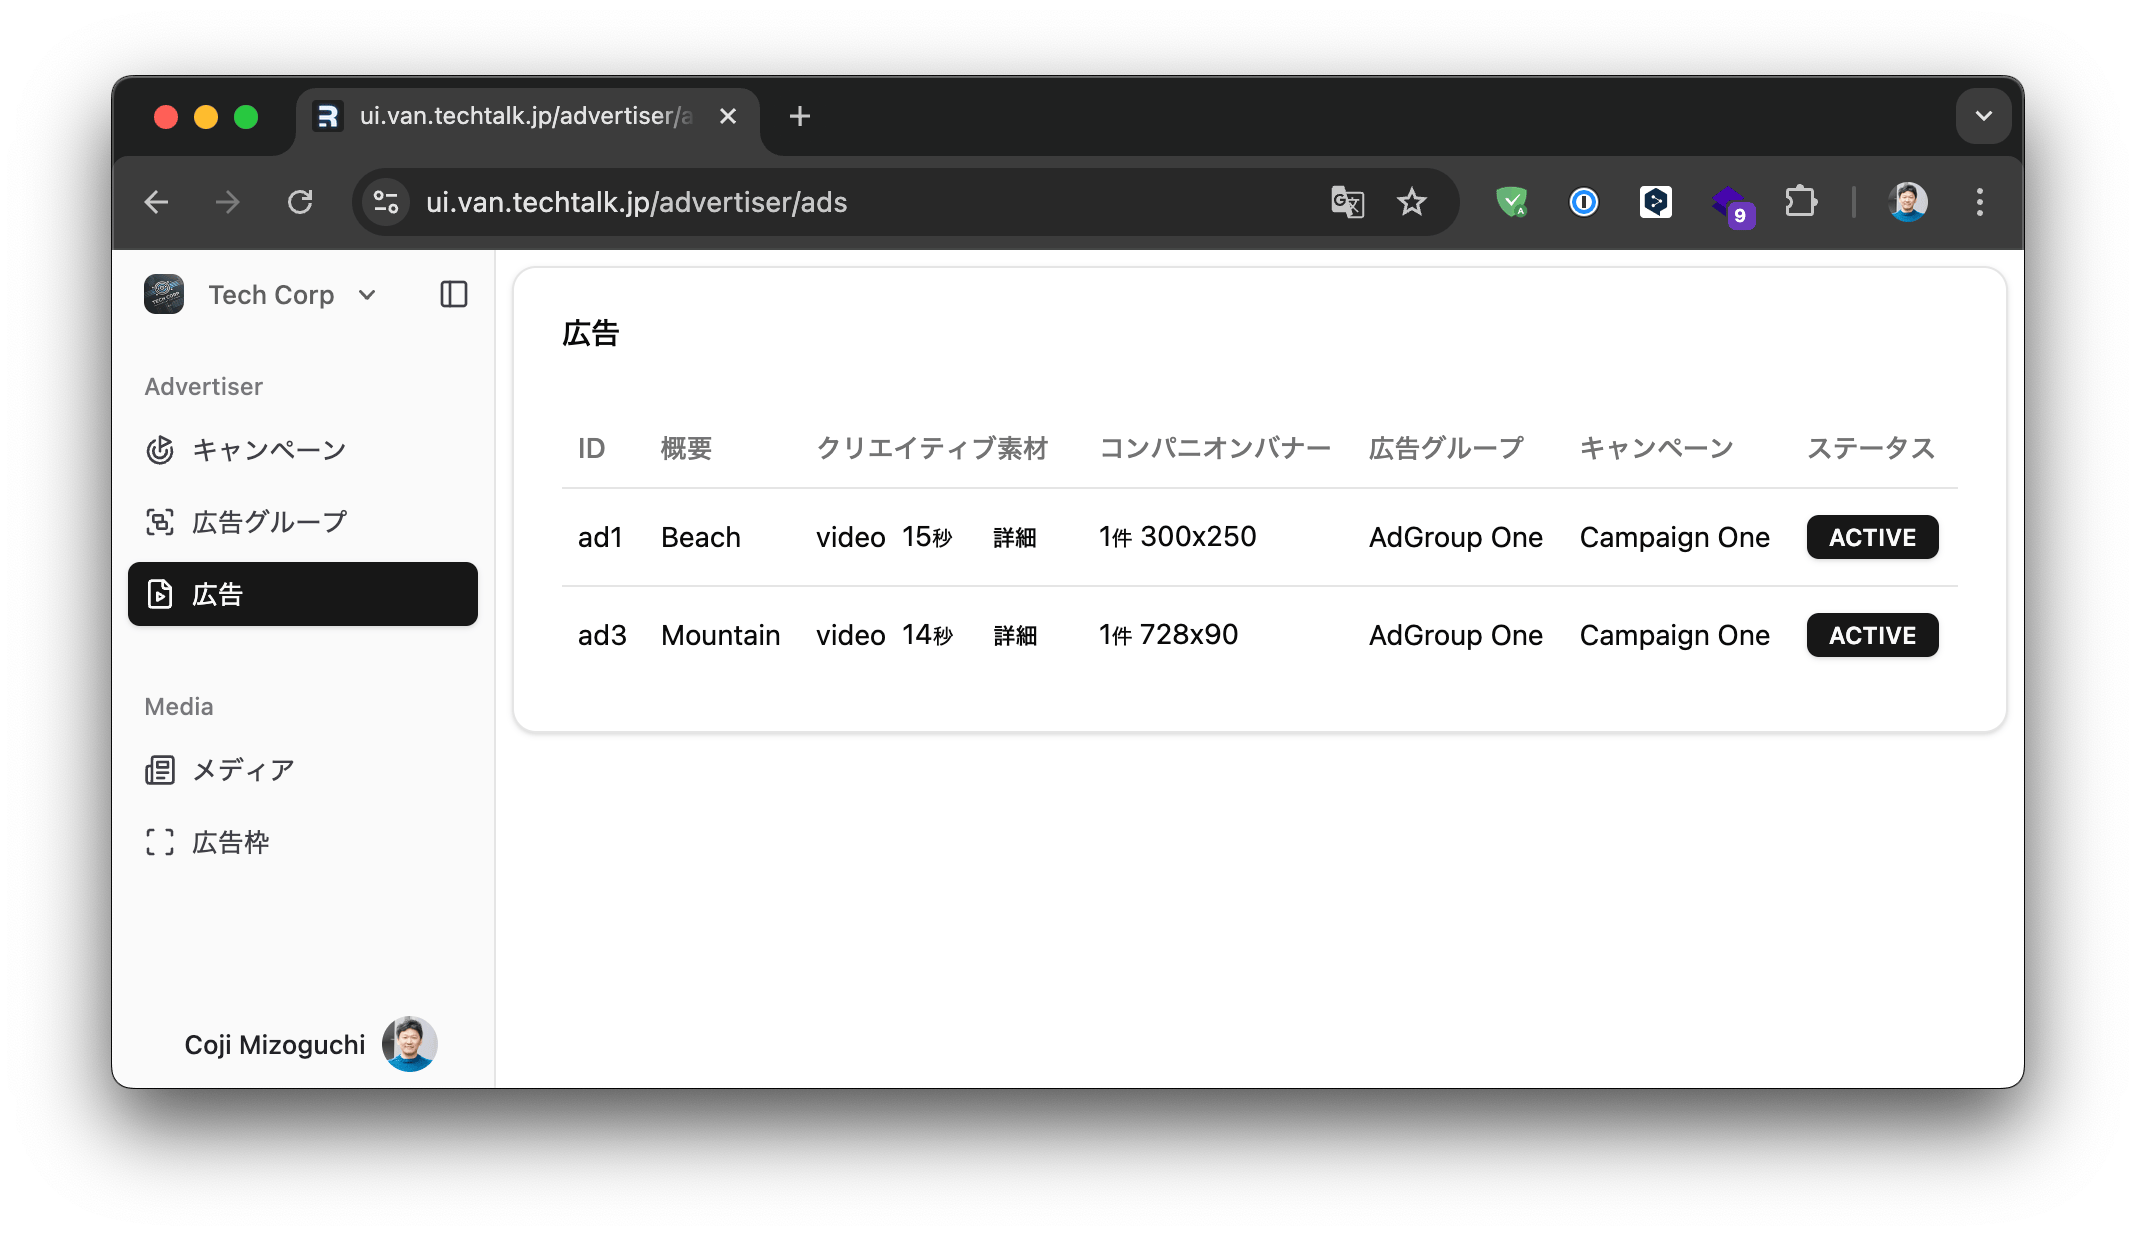 ui.van.techtalk.jp/advertiser/a
ui.van.techtalk.jp/advertiser/ads
9
Tech Corp
Advertiser
キャンペーン
広告グループ
広告
Media
メディア
広告枠
Coji Mizoguchi
広告
ID 概要 クリエイティブ素材 コンパニオンバナー 広告グループ キャンペーン ステータス
ad1 Beach video 15秒 詳細 1件 300x250 AdGroup One Campaign One ACTIVE
ad3 Mountain video 14秒 詳細 1件 728x90 AdGroup One Campaign One ACTIVE